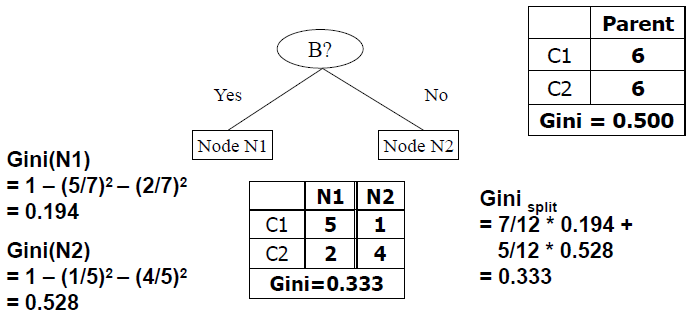 B?
Yes
No
Node N1
Node N2
Parent
C1 6
C2 6
Gini = 0.500
Gini(N1)
= 1 – (5/7)² – (2/7)²
= 0.194
Gini(N2)
= 1 – (1/5)² – (4/5)²
= 0.528
N1 N2
C1 5 1
C2 2 4
Gini=0.333
Gini split
= 7/12 * 0.194 +
5/12 * 0.528
= 0.333